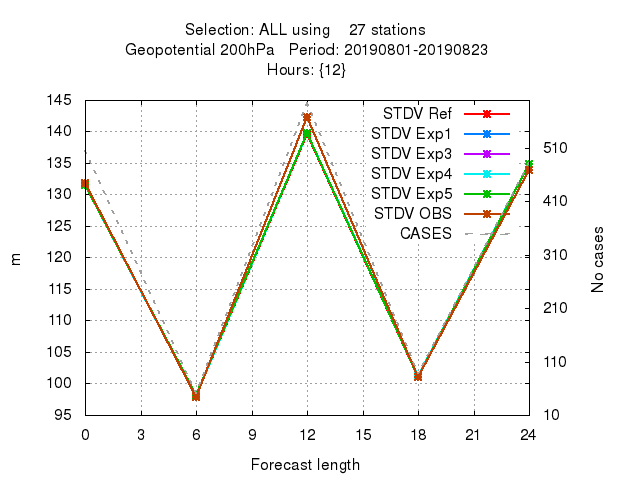 Selection: ALL using 27 stations
Geopotential 200hPa Period: 20190801-20190823
Hours: {12}
145
140
135
130
125
120
115
110
105
100
95
m
STDV Ref
STDV Exp1
STDV Exp3
STDV Exp4
STDV Exp5
STDV OBS
CASES
510
410
310
210
110
10
No cases
0 3 6 9 12 15 18 21 24
Forecast length